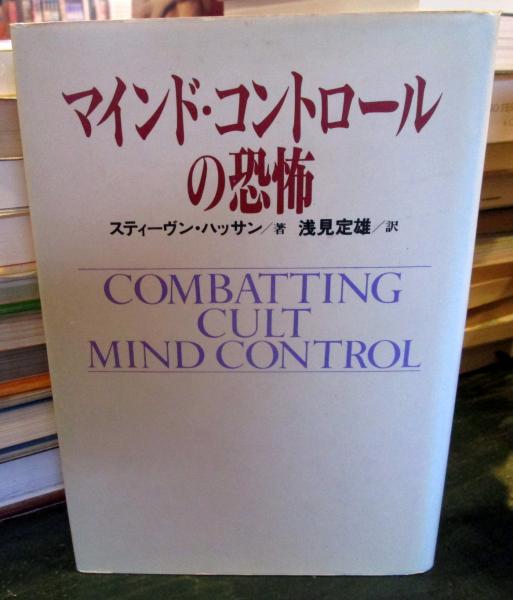 マインド・コントロール
の恐怖
スティーヴン・ハッサン/著 浅見定雄/訳
COMBATTING
CULT
MIND CONTROL